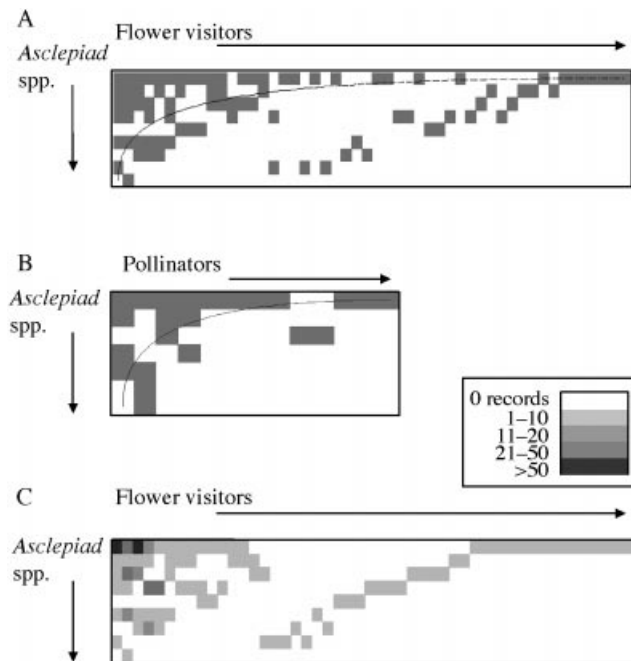 A
Flower visitors
Asclepiad
spp.
B
Pollinators
Asclepiad
spp.
0 records
1–10
11–20
21–50
>50
C
Flower visitors
Asclepiad
spp.